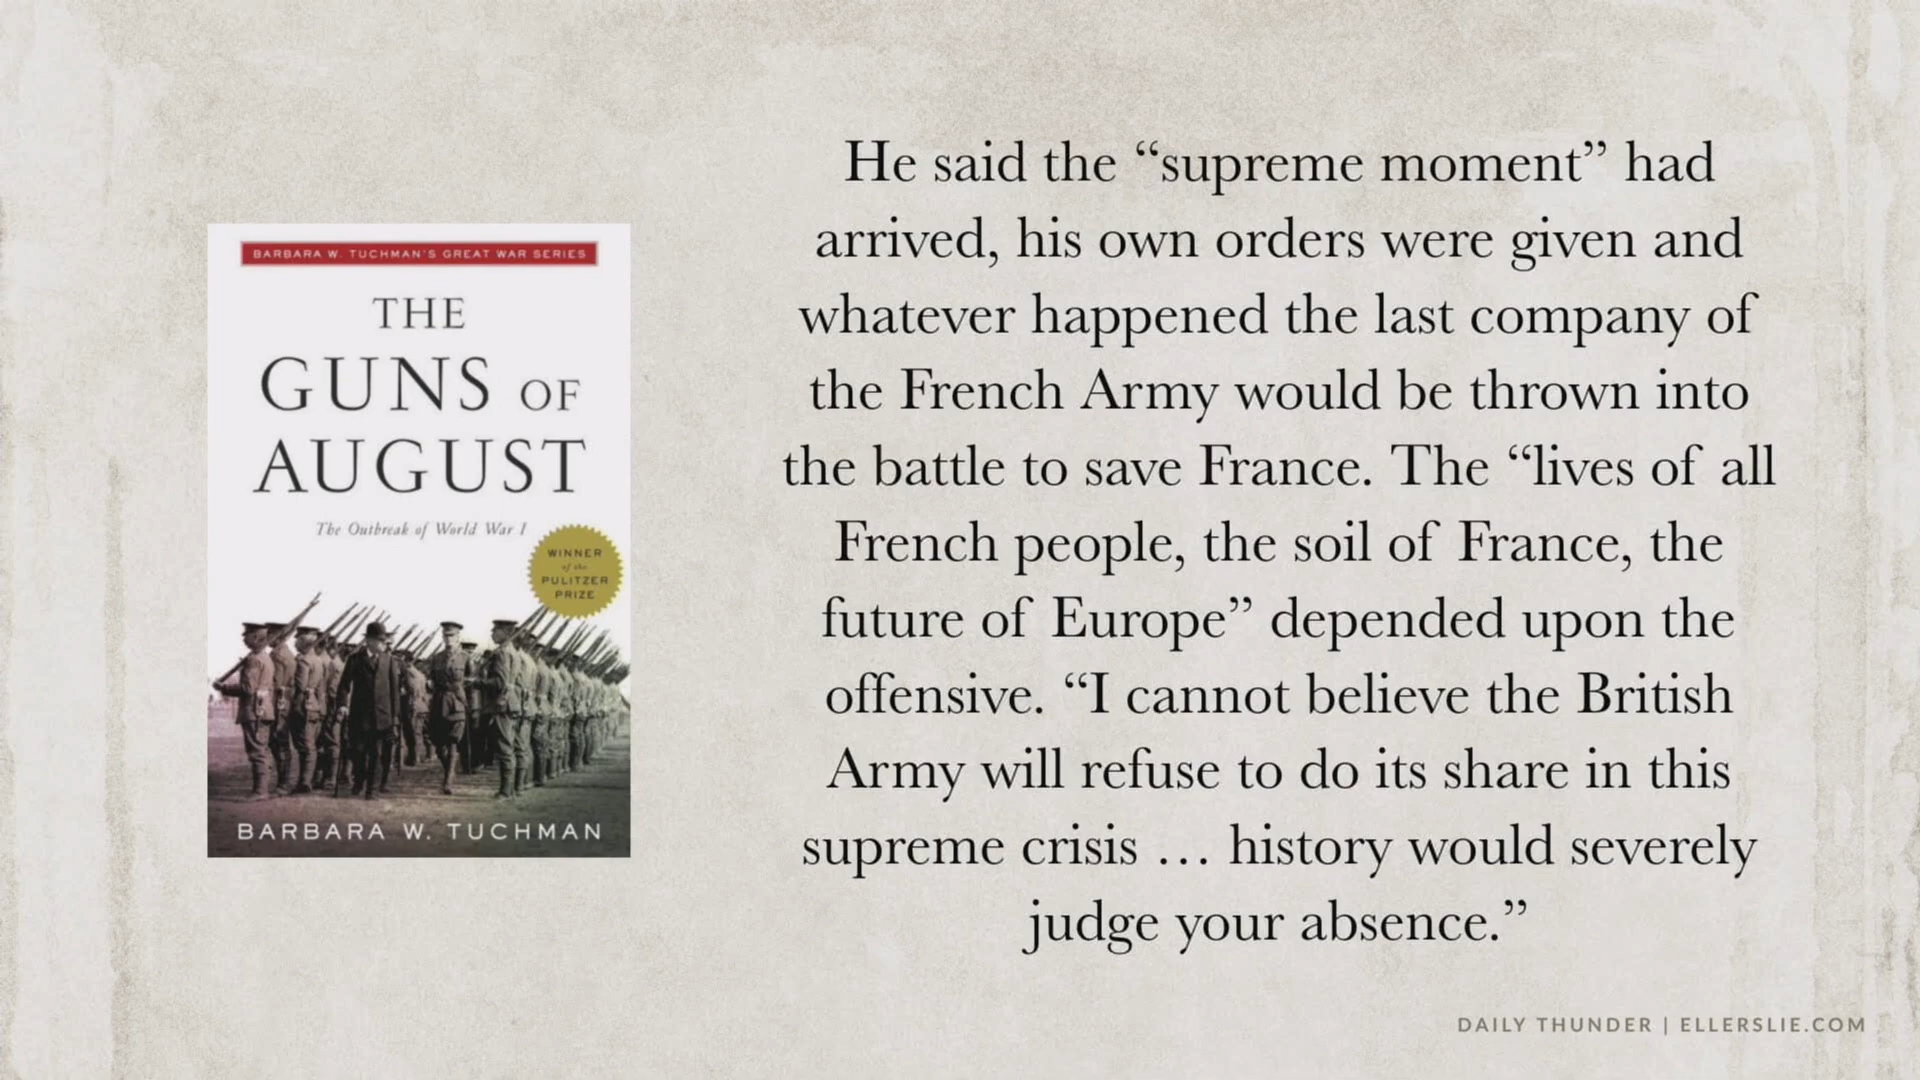 BARBARA W. TUCHMAN'S GREAT WAR SERIES
THE
GUNS OF
AUGUST
The Outbreak of World War I
WINNER
of the
PULITZER
PRIZE
BARBARA W. TUCHMAN
He said the “supreme moment” had
arrived, his own orders were given and
whatever happened the last company of
the French Army would be thrown into
the battle to save France. The “lives of all
French people, the soil of France, the
future of Europe” depended upon the
offensive. “I cannot believe the British
Army will refuse to do its share in this
supreme crisis … history would severely
judge your absence.”
DAILY THUNDER | ELLERSLIE.COM